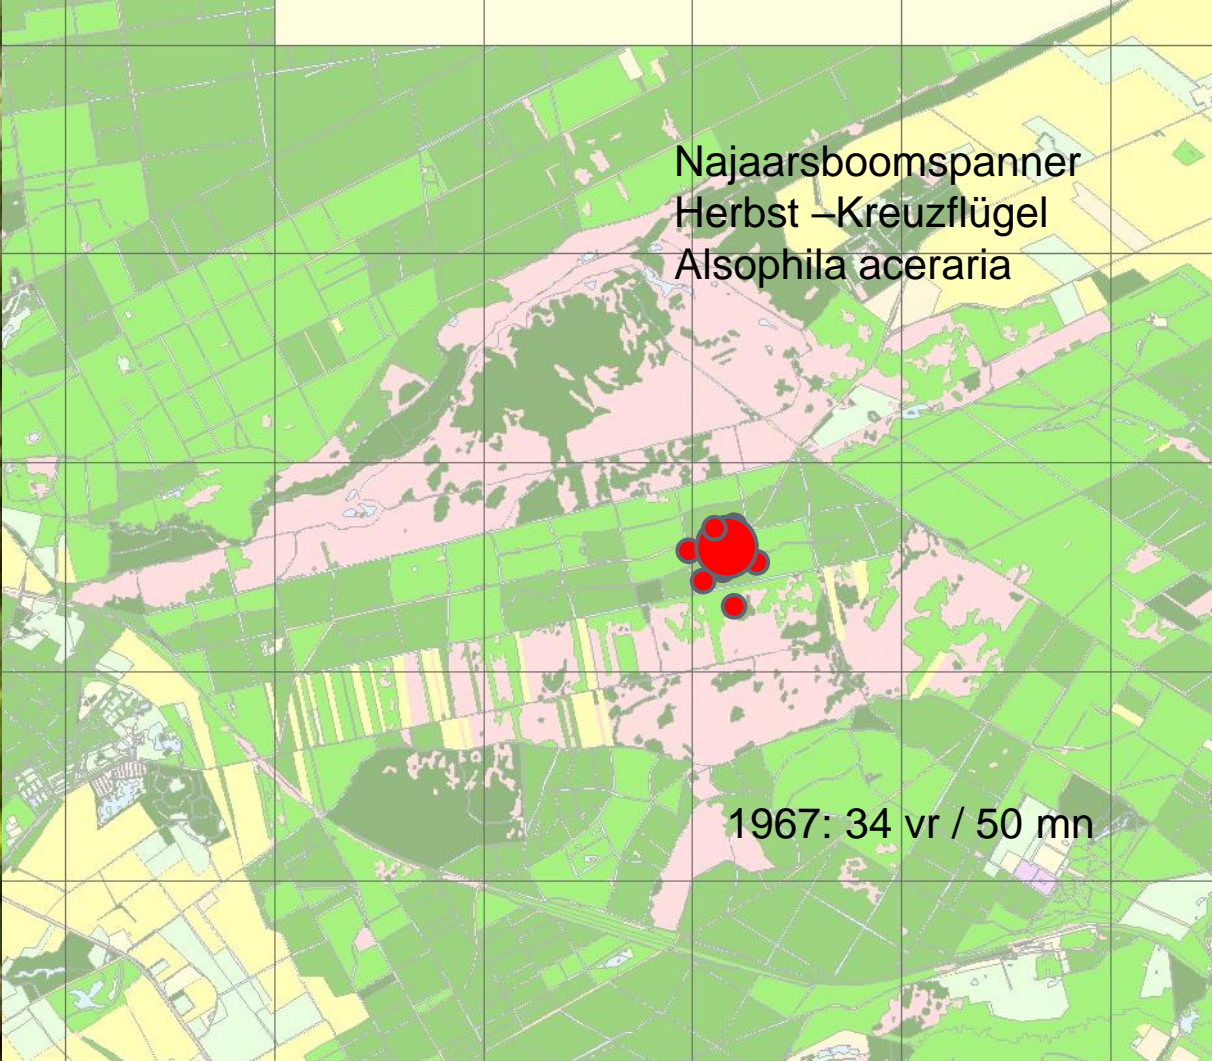 Najaarsboomspanner
Herbst –Kreuzflügel
Alsophila aceraria
1967: 34 vr / 50 mn